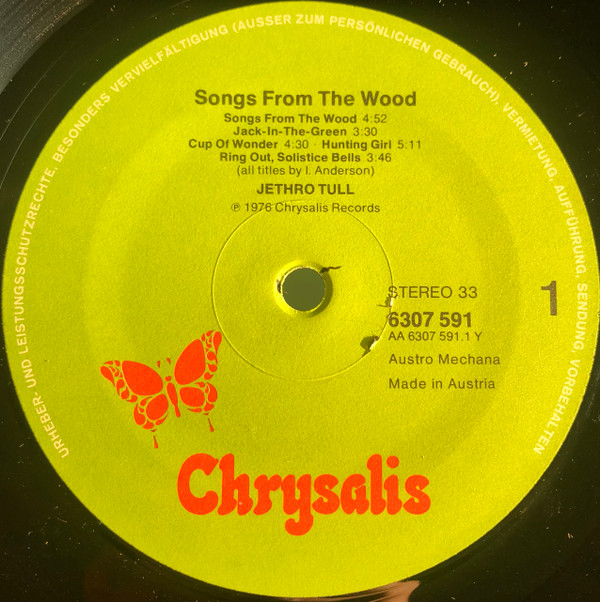 URHEBER- UND LEISTUNGSSCHUTZRECHTE, BESONDERS VERVIELFÄLTIGUNG (AUSSER ZUM PERSÖNLICHEN GEBRAUCH), VERMIETUNG, AUFFÜHRUNG, SENDUNG, VORBEHALTEN
Songs From The Wood
Songs From The Wood 4:52
Jack-In-The-Green 3:30
Cup Of Wonder 4:30 · Hunting Girl 5:11
Ring Out, Solistice Bells 3:46
(all titles by I. Anderson)
JETHRO TULL
℗ 1976 Chrysalis Records
STEREO 33
1
6307 591
AA 6307 591.1 Y
Austro Mechana
Made in Austria
Chrysalis